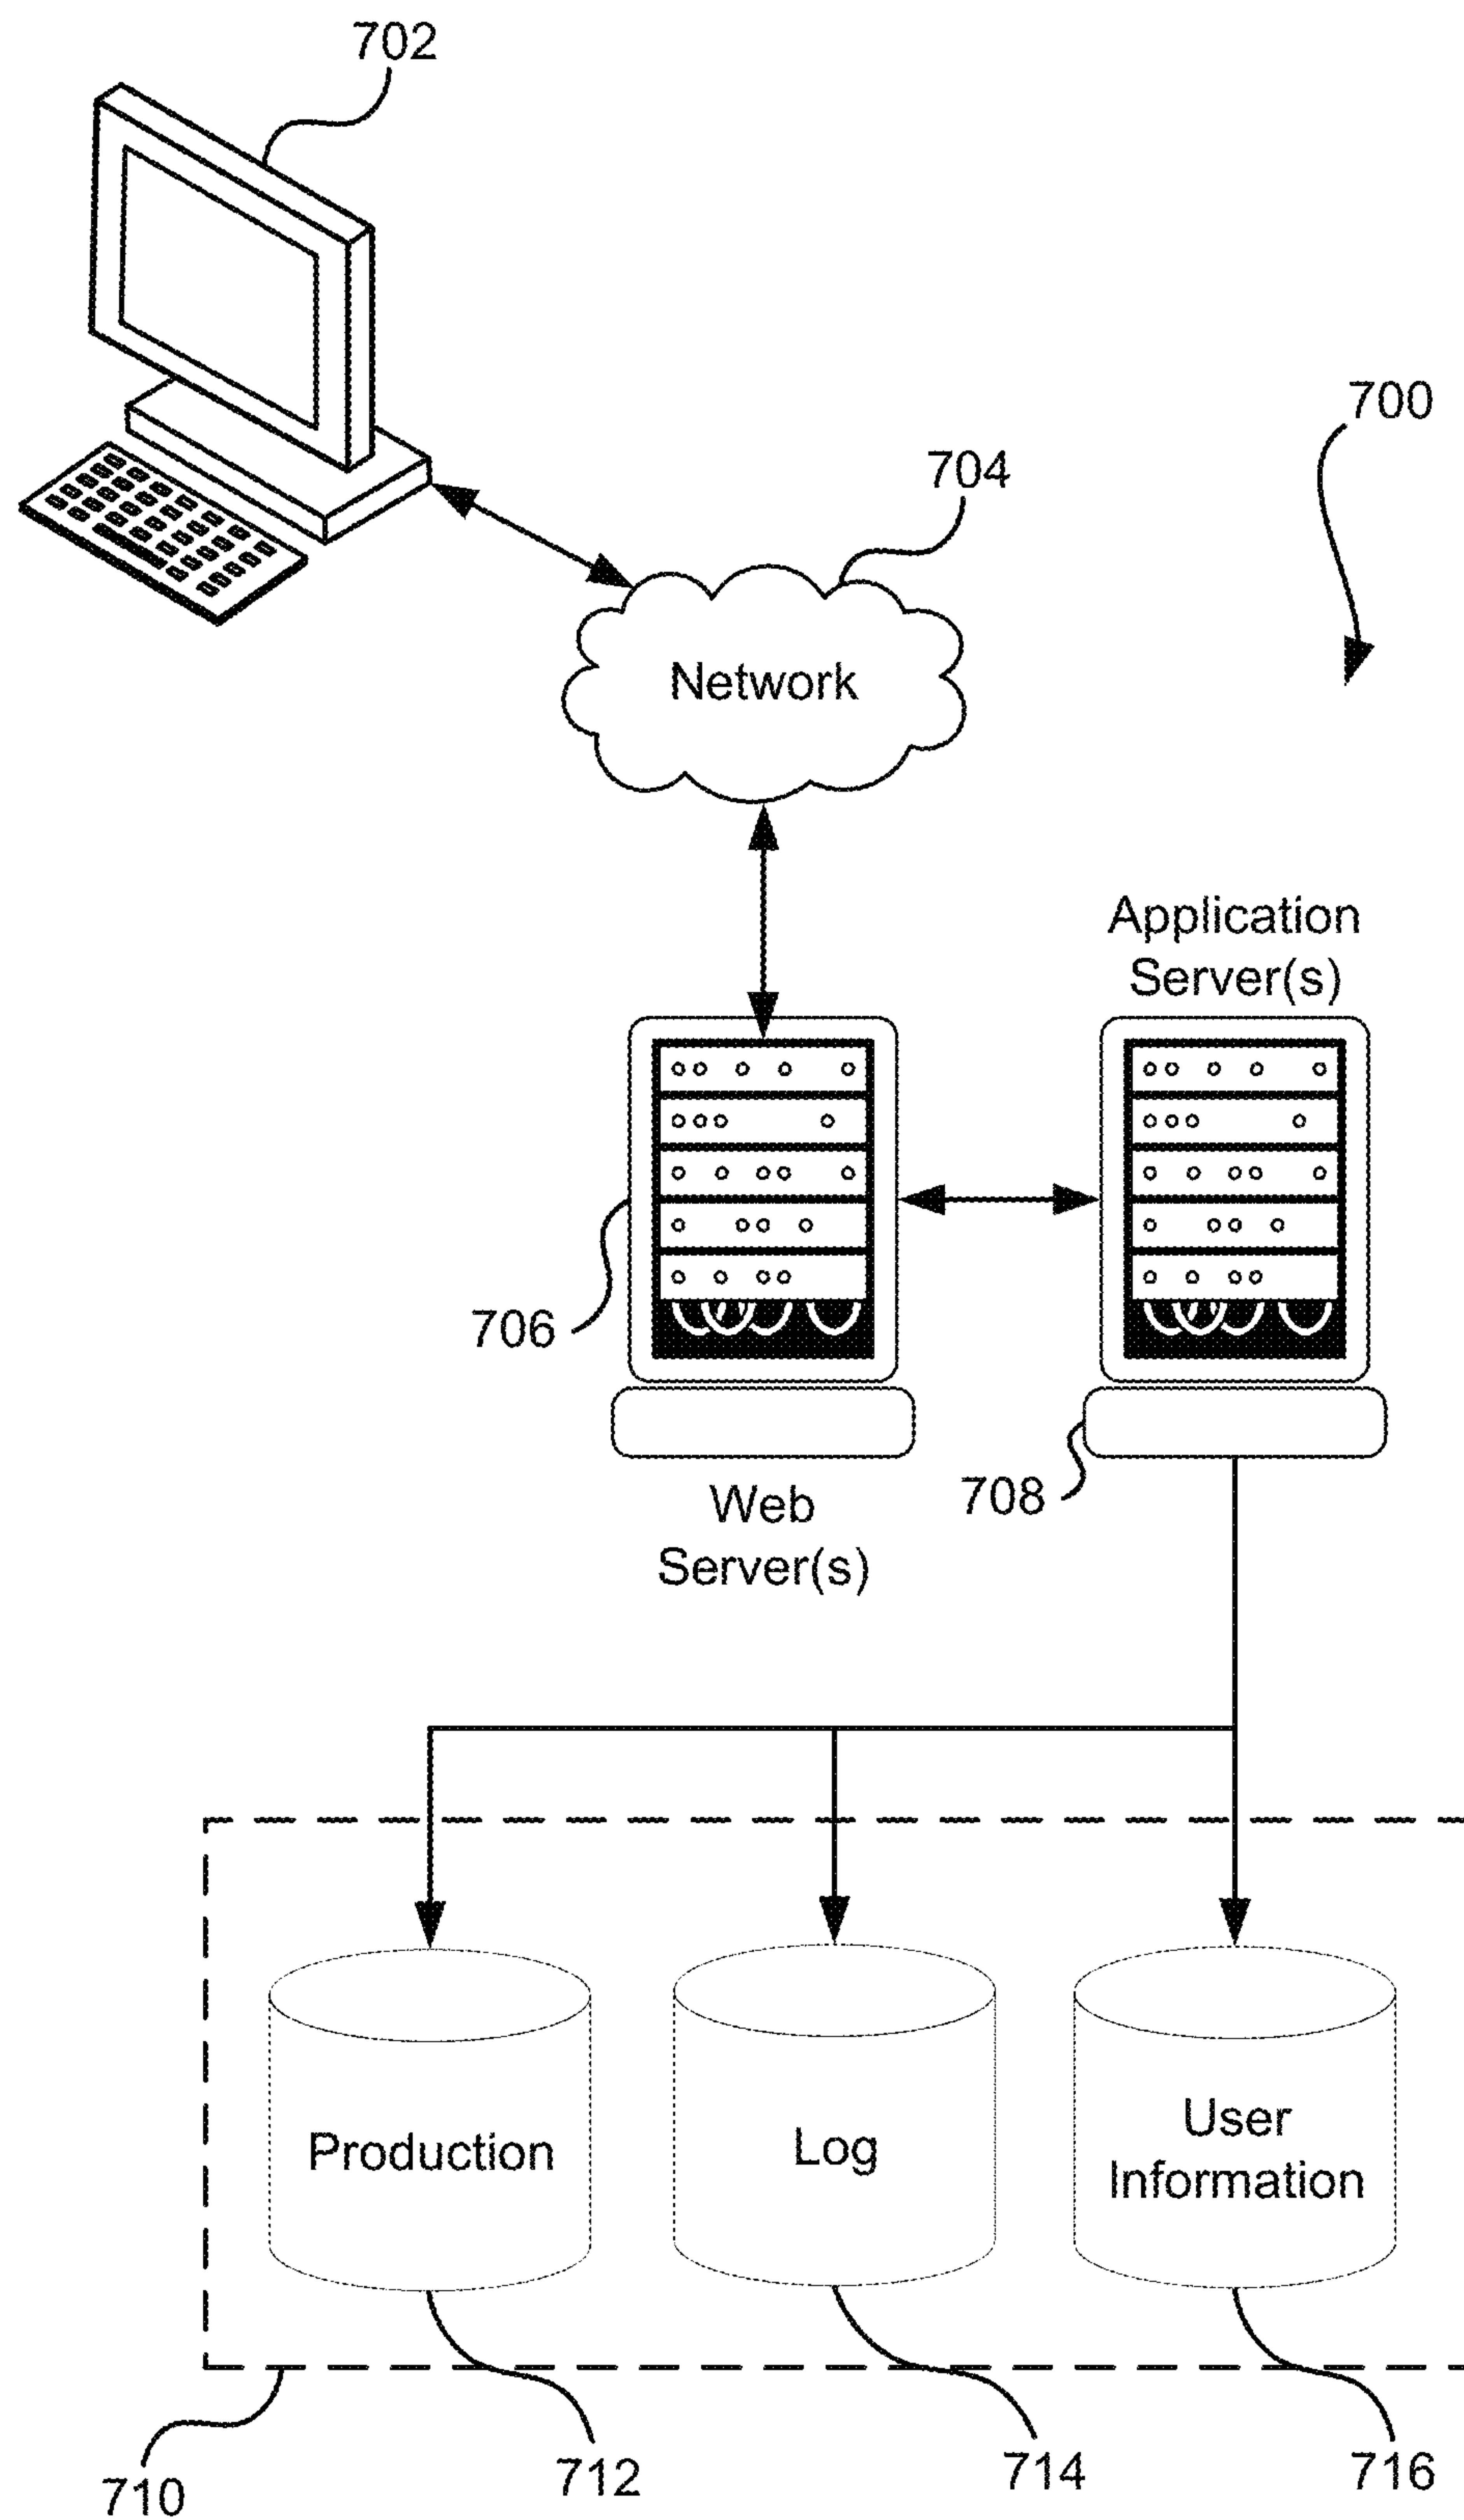 702
700
704
Network
Application
Server(s)
706
708
Web
Server(s)
Production
Log
User
Information
710
712
714
716